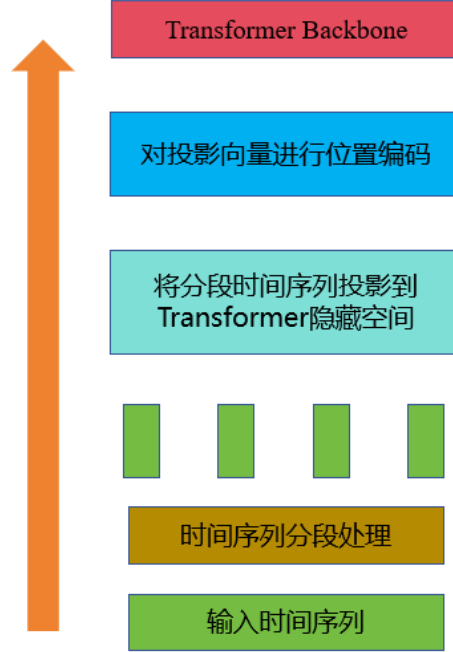 Transformer Backbone
对投影向量进行位置编码
将分段时间序列投影到
Transformer隐藏空间
时间序列分段处理
输入时间序列